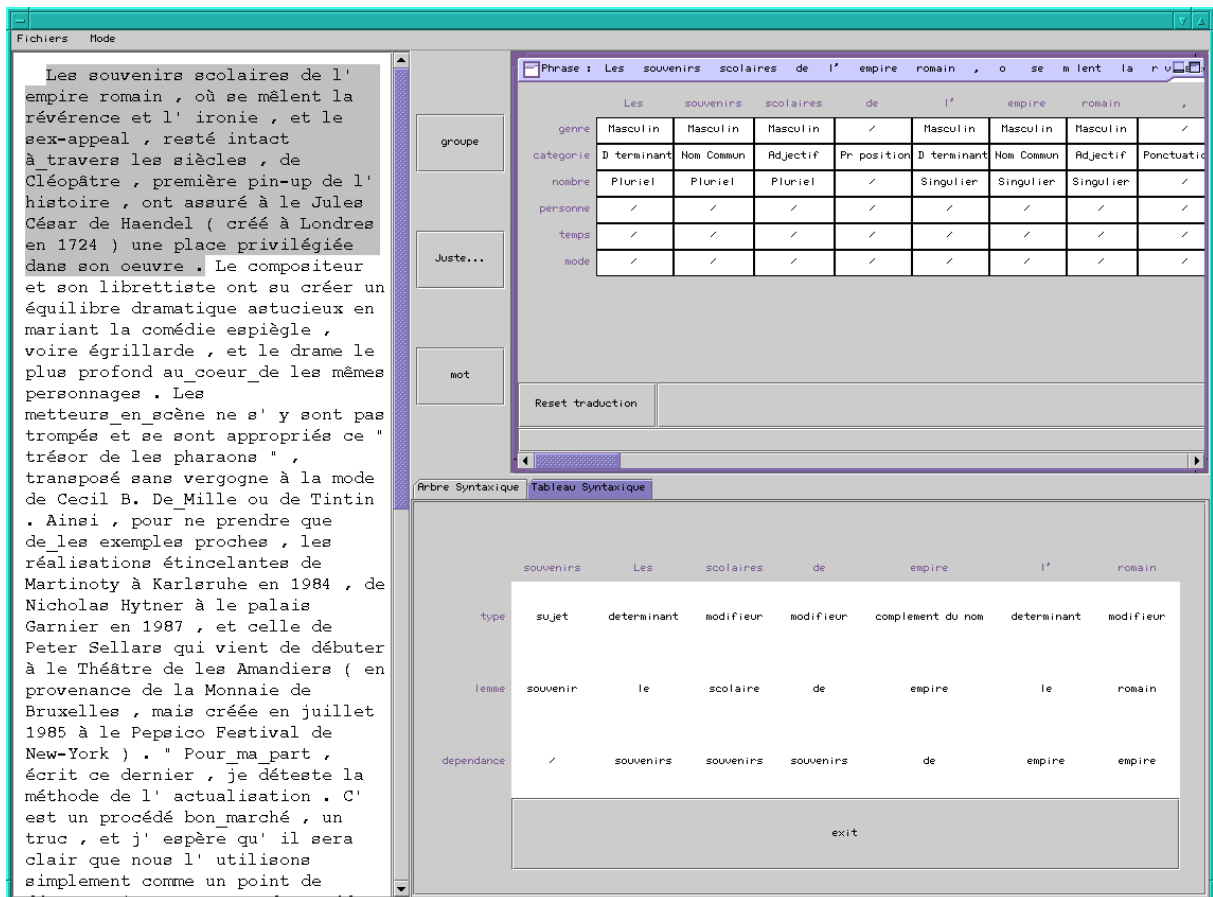 Fichiers Mode
Les souvenirs scolaires de l'
empire romain , où se mêlent la
révérence et l' ironie , et le
sex-appeal , resté intact
à_travers les siècles , de
Cléopâtre , première pin-up de l'
histoire , ont assuré à le Jules
César de Haendel ( créé à Londres
en 1724 ) une place privilégiée
dans son oeuvre . Le compositeur
et son librettiste ont su créer un
équilibre dramatique astucieux en
mariant la comédie espiègle ,
voire égrillarde , et le drame le
plus profond au_coeur_de les mêmes
personnages . Les
metteurs_en_scène ne s' y sont pas
trompés et se sont appropriés ce "
trésor de les pharaons " ,
transposé sans vergogne à la mode
de Cecil B. De_Mille ou de Tintin
. Ainsi , pour ne prendre que
de_les exemples proches , les
réalisations étincelantes de
Martinoty à Karlsruhe en 1984 , de
Nicholas Hytner à le palais
Garnier en 1987 , et celle de
Peter Sellars qui vient de débuter
à le Théâtre de les Amandiers ( en
provenance de la Monnaie de
Bruxelles , mais créée en juillet
1985 à le Pepsico Festival de
New-York ) . " Pour_ma_part ,
écrit ce dernier , je déteste la
méthode de l' actualisation . C'
est un procédé bon_marché , un
truc , et j' espère qu' il sera
clair que nous l' utilisons
simplement comme un point de
groupe
Juste...
mot
Phrase : Les souvenirs scolaires de l' empire romain , o se m lent la r v
Les souvenirs scolaires de l' empire romain ,
genre Masculin Masculin Masculin / Masculin Masculin Masculin /
categorie D terminant Nom Commun Adjectif Pr position D terminant Nom Commun Adjectif Ponctuatio
nombre Pluriel Pluriel Pluriel / Singulier Singulier Singulier /
personne / / / / / / / /
temps / / / / / / / /
mode / / / / / / / /
Reset traduction
Arbre Syntaxique Tableau Syntaxique
souvenirs Les scolaires de empire l' romain
type sujet determinant modifieur modifieur complement du nom determinant modifieur
lemme souvenir le scolaire de empire le romain
dependance / souvenirs souvenirs souvenirs de empire empire
exit